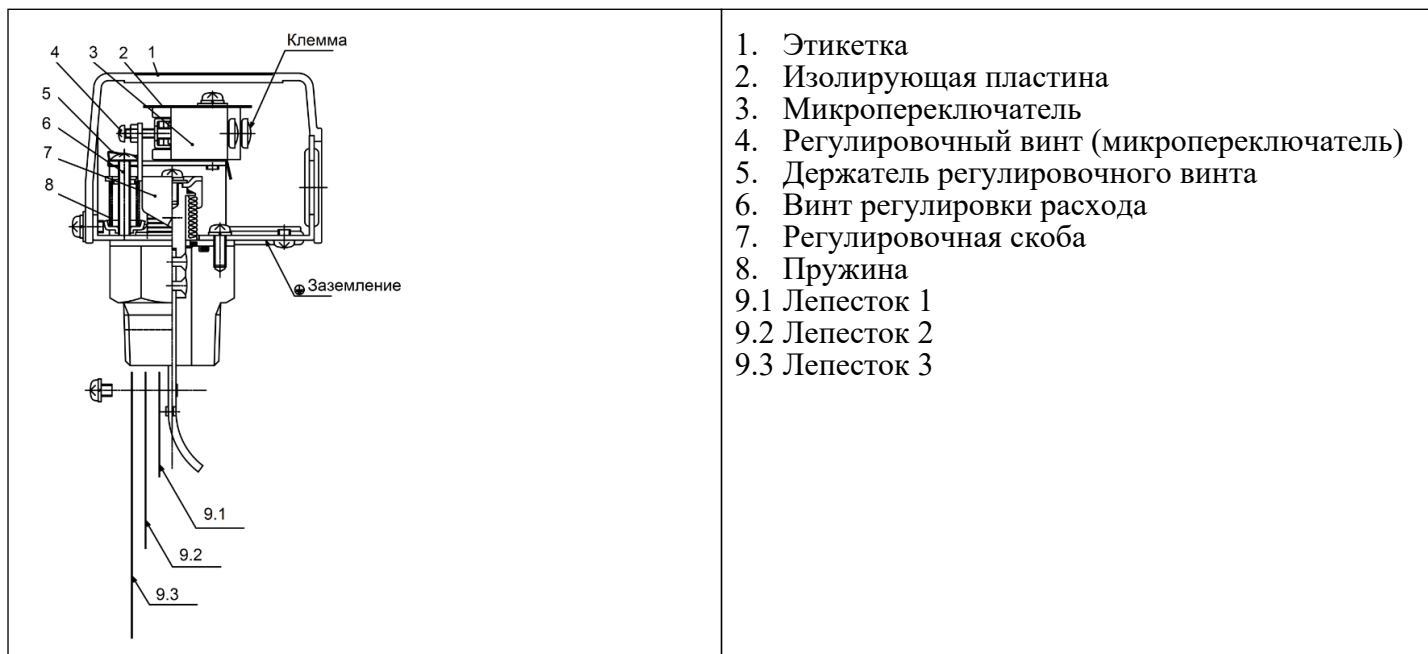 Клемма
4 3 2 1
5
6
7
8
Заземление
9.1
9.2
9.3
1. Этикетка
2. Изолирующая пластина
3. Микропереключатель
4. Регулировочный винт (микропереключатель)
5. Держатель регулировочного винта
6. Винт регулировки расхода
7. Регулировочная скоба
8. Пружина
9.1 Лепесток 1
9.2 Лепесток 2
9.3 Лепесток 3